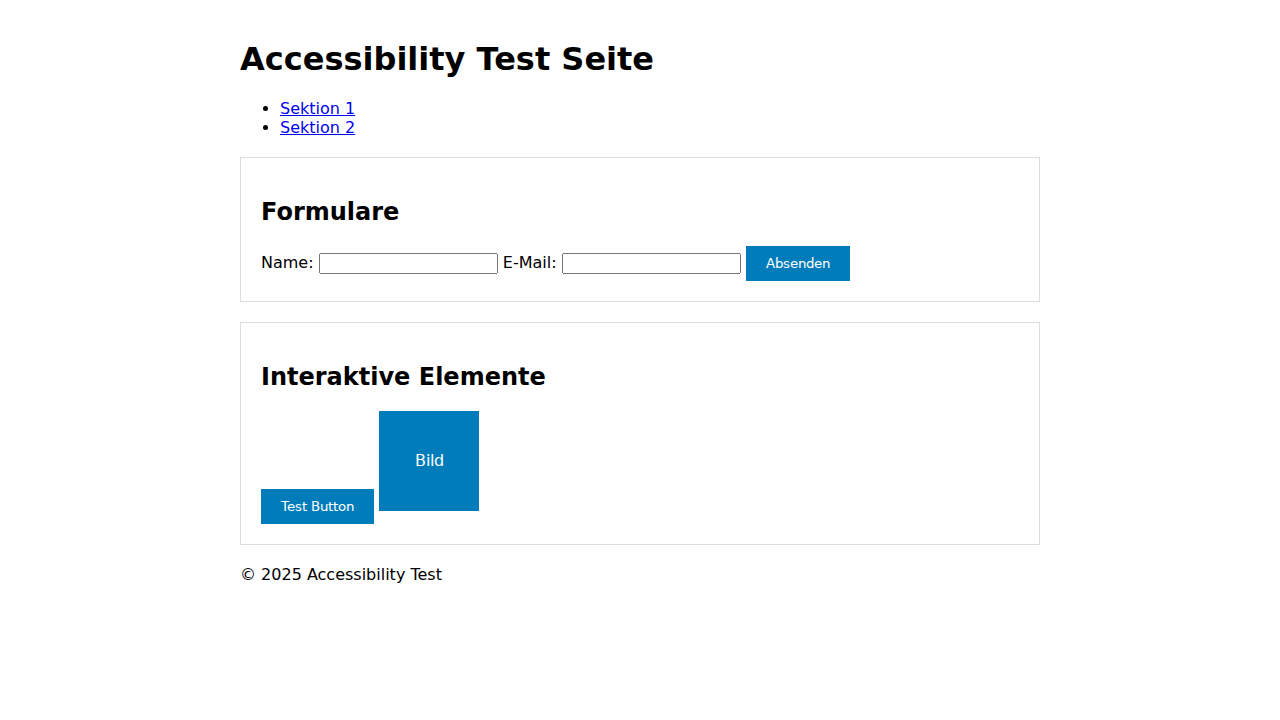 Accessibility Test Seite
Sektion 1
Sektion 2
Formulare
Name: E-Mail: Absenden
Interaktive Elemente
Bild
Test Button
© 2025 Accessibility Test